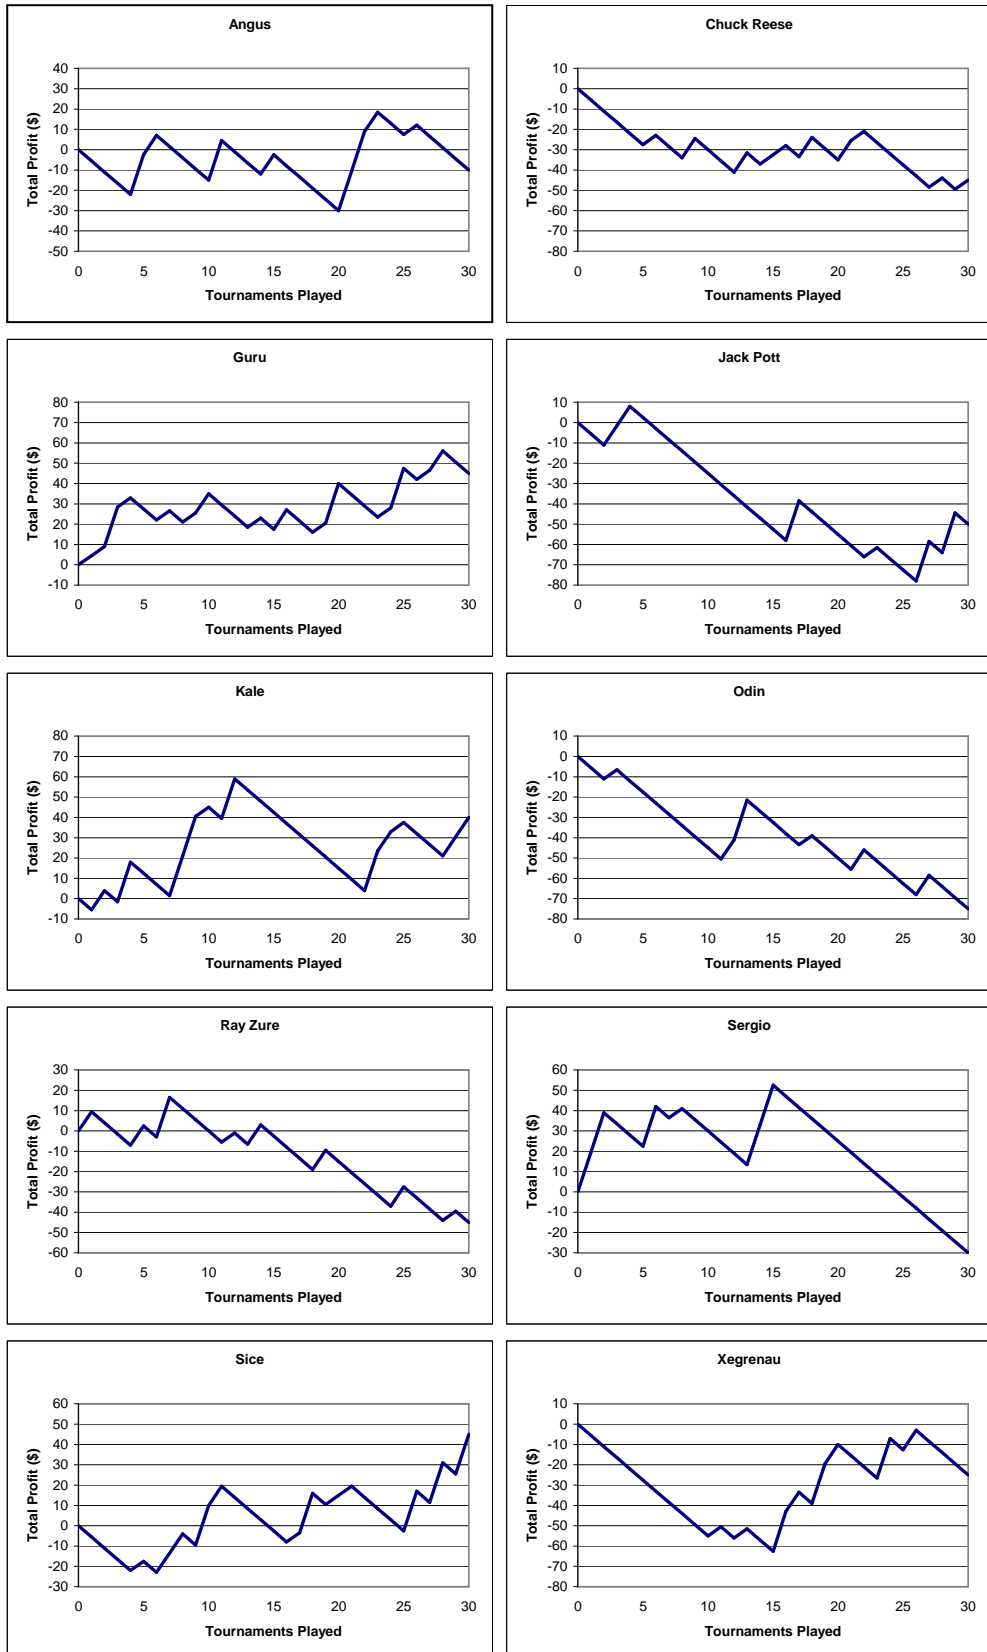 Angus
Total Profit ($)
40
30
20
10
0
-10
-20
-30
-40
-50
0 5 10 15 20 25 30
Tournaments Played
Chuck Reese
Total Profit ($)
10
0
-10
-20
-30
-40
-50
-60
-70
-80
0 5 10 15 20 25 30
Tournaments Played
Guru
Total Profit ($)
80
70
60
50
40
30
20
10
0
-10
0 5 10 15 20 25 30
Tournaments Played
Jack Pott
Total Profit ($)
10
0
-10
-20
-30
-40
-50
-60
-70
-80
0 5 10 15 20 25 30
Tournaments Played
Kale
Total Profit ($)
80
70
60
50
40
30
20
10
0
-10
0 5 10 15 20 25 30
Tournaments Played
Odin
Total Profit ($)
10
0
-10
-20
-30
-40
-50
-60
-70
-80
0 5 10 15 20 25 30
Tournaments Played
Ray Zure
Total Profit ($)
30
20
10
0
-10
-20
-30
-40
-50
-60
0 5 10 15 20 25 30
Tournaments Played
Sergio
Total Profit ($)
60
50
40
30
20
10
0
-10
-20
-30
0 5 10 15 20 25 30
Tournaments Played
Sice
Total Profit ($)
60
50
40
30
20
10
0
-10
-20
-30
0 5 10 15 20 25 30
Tournaments Played
Xegrenau
Total Profit ($)
10
0
-10
-20
-30
-40
-50
-60
-70
-80
0 5 10 15 20 25 30
Tournaments Played